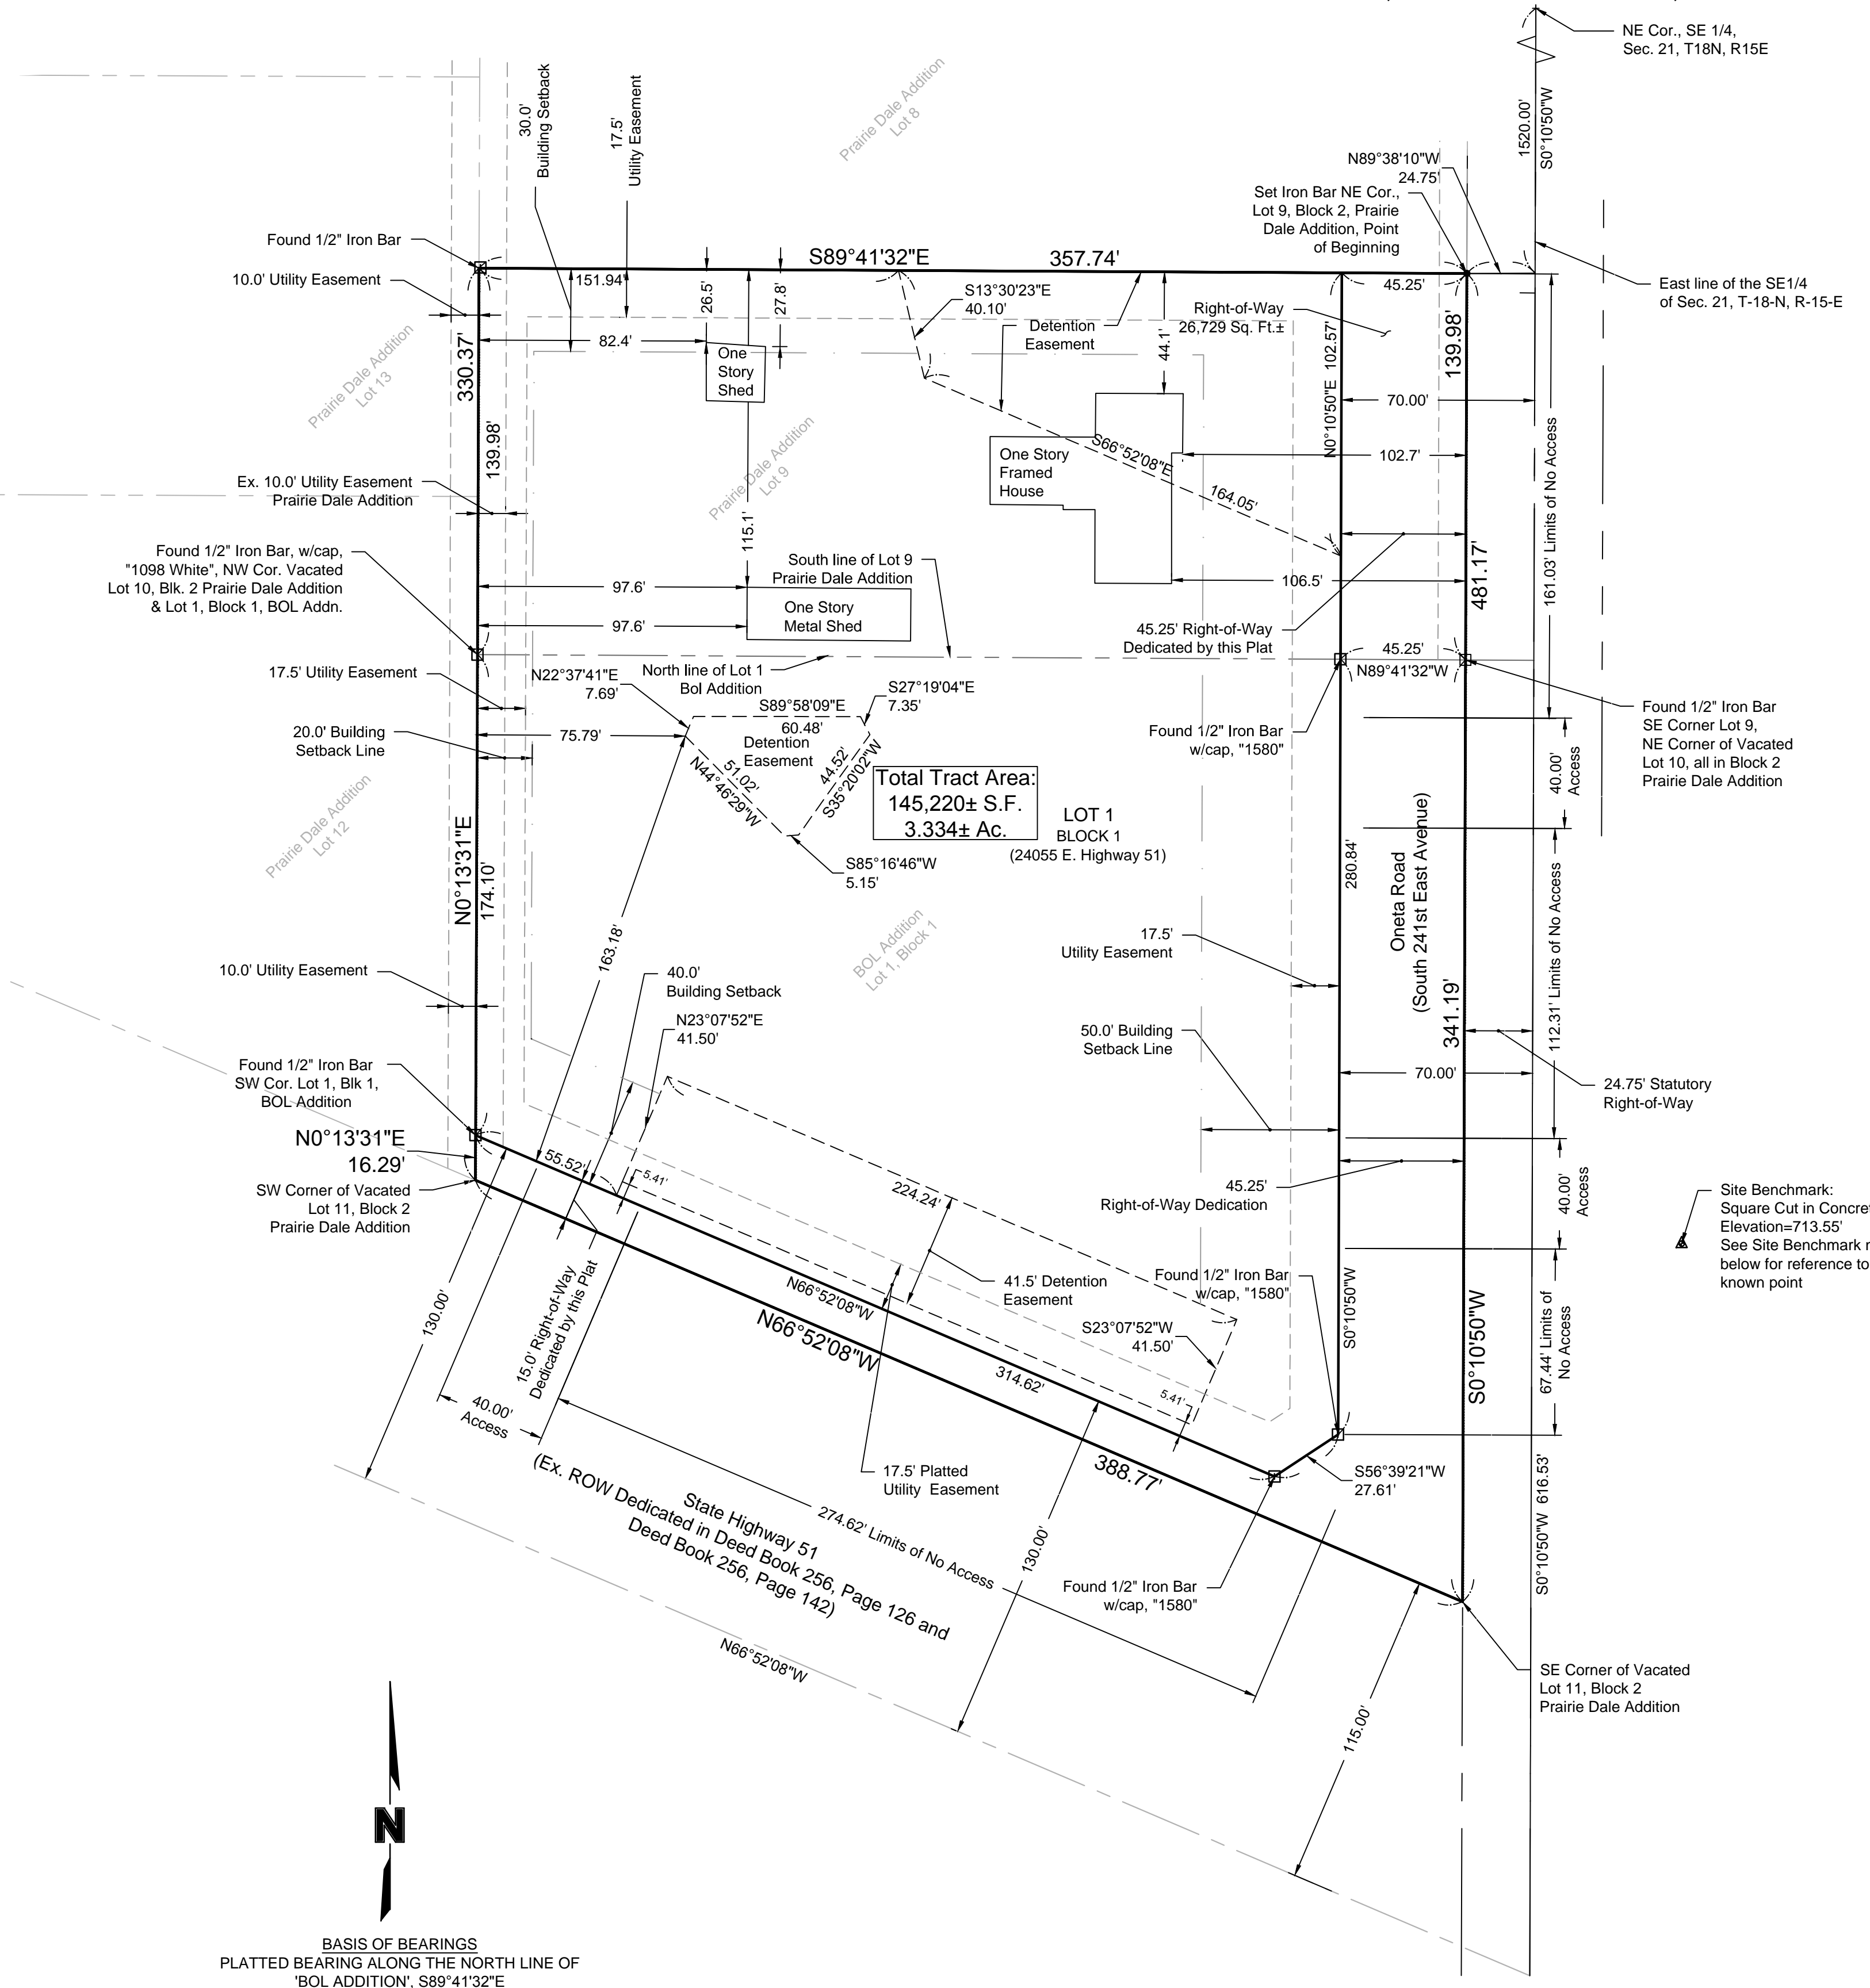 NE Cor., SE 1/4,
Sec. 21, T18N, R15E
1520.00'
S0°10'50"W
Prairie Dale Addition
Lot 8
30.0'
Building Setback
17.5'
Utility Easement
N89°38'10"W
24.75'
Set Iron Bar NE Cor.,
Lot 9, Block 2, Prairie
Dale Addition, Point
of Beginning
Found 1/2" Iron Bar
10.0' Utility Easement
S89°41'32"E
357.74'
151.94'
45.25'
East line of the SE1/4
of Sec. 21, T-18-N, R-15-E
26.5'
27.8'
S13°30'23"E
40.10'
Detention
Easement
Right-of-Way
26,729 Sq. Ft.±
44.1'
N0°10'50"E 102.57'
139.98'
330.37'
82.4'
One
Story
Shed
Prairie Dale Addition
Lot 13
70.00'
161.03' Limits of No Access
139.98'
Prairie Dale Addition
Lot 9
115.1'
One Story
Framed
House
S66°52'08"E
164.05'
102.7'
Ex. 10.0' Utility Easement
Prairie Dale Addition
Found 1/2" Iron Bar, w/cap,
"1098 White", NW Cor. Vacated
Lot 10, Blk. 2 Prairie Dale Addition
& Lot 1, Block 1, BOL Addn.
South line of Lot 9
Prairie Dale Addition
97.6'
One Story
Metal Shed
97.6'
106.5'
481.17'
45.25' Right-of-Way
Dedicated by this Plat
45.25'
N89°41'32"W
17.5' Utility Easement
N22°37'41"E
7.69'
North line of Lot 1
Bol Addition
S27°19'04"E
7.35'
S89°58'09"E
60.48'
Detention
Easement
20.0' Building
Setback Line
75.79'
51.02'
N44°46'29"W
44.52'
S35°20'02"W
Found 1/2" Iron Bar
w/cap, "1580"
Found 1/2" Iron Bar
SE Corner Lot 9,
NE Corner of Vacated
Lot 10, all in Block 2
Prairie Dale Addition
Total Tract Area:
145,220± S.F.
3.334± Ac.
LOT 1
BLOCK 1
(24055 E. Highway 51)
40.00'
Access
Prairie Dale Addition
Lot 12
N0°13'31"E
174.10'
S85°16'46"W
5.15'
280.84'
Oneta Road
(South 241st East Avenue)
112.31' Limits of No Access
163.18'
BOL Addition
Lot 1, Block 1
17.5'
Utility Easement
10.0' Utility Easement
40.0'
Building Setback
N23°07'52"E
41.50'
50.0' Building
Setback Line
341.19'
70.00'
24.75' Statutory
Right-of-Way
Found 1/2" Iron Bar
SW Cor. Lot 1, Blk 1,
BOL Addition
N0°13'31"E
16.29'
SW Corner of Vacated
Lot 11, Block 2
Prairie Dale Addition
55.52'
5.41'
224.24'
45.25'
Right-of-Way Dedication
40.00'
Access
Site Benchmark:
Square Cut in
Elevation=713.55'
See Site Benchmark
below for reference to
known point
130.00'
15.0' Right-of-Way
Dedicated by this Plat
N66°52'08"W
41.5' Detention
Easement
Found 1/2" Iron Bar
w/cap, "1580"
S0°10'50"W
S0°10'50"W
67.44' Limits of
No Access
N66°52'08"W
S23°07'52"W
41.50'
314.62'
5.41'
40.00'
Access
388.77'
17.5' Platted
Utility Easement
S56°39'21"W
27.61'
State Highway 51
(Ex. ROW Dedicated in Deed Book 256, Page 126 and
Deed Book 256, Page 142)
274.62' Limits of No Access
130.00'
S0°10'50"W 616.53'
Found 1/2" Iron Bar
w/cap, "1580"
N66°52'08"W
SE Corner of Vacated
Lot 11, Block 2
Prairie Dale Addition
115.00'
N
BASIS OF BEARINGS
PLATTED BEARING ALONG THE NORTH LINE OF
'BOL ADDITION', S89°41'32"E